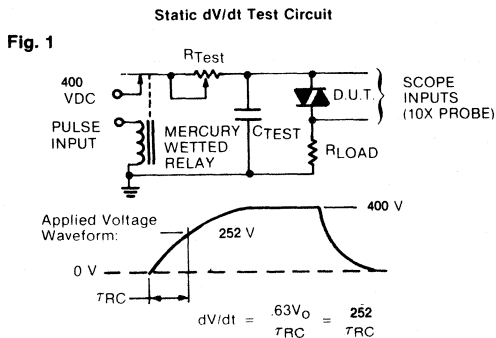 Static dV/dt Test Circuit
Fig. 1
RTest
400
VDC
PULSE
INPUT
MERCURY
WETTED
RELAY
CTEST
D.U.T.
RLOAD
SCOPE
INPUTS
(10X PROBE)
Applied Voltage
Waveform:
252 V
400 V
0 V
τRC
dV/dt = .63Vo / τRC = 252 / τRC